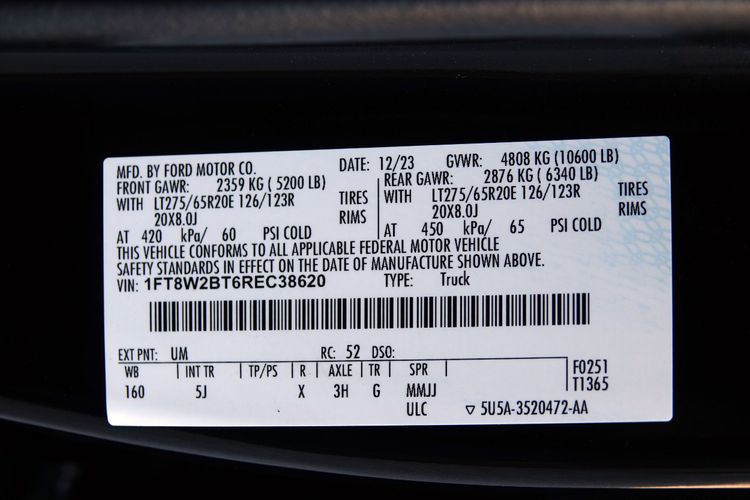 MFD. BY FORD MOTOR CO. DATE: 12/23 GVWR: 4808 KG (10600 LB)
FRONT GAWR: 2359 KG ( 5200 LB) REAR GAWR: 2876 KG ( 6340 LB)
WITH LT275/65R20E 126/123R TIRES WITH LT275/65R20E 126/123R TIRES
20X8.0J RIMS 20X8.0J RIMS
AT 420 kPa/ 60 PSI COLD AT 450 kPa/ 65 PSI COLD
THIS VEHICLE CONFORMS TO ALL APPLICABLE FEDERAL MOTOR VEHICLE
SAFETY STANDARDS IN EFFECT ON THE DATE OF MANUFACTURE SHOWN ABOVE.
VIN: 1FT8W2BT6REC38620 TYPE: Truck
EXT PNT: UM RC: 52 DSO:
WB INT TR TP/PS R AXLE TR SPR F0251
160 5J X 3H G MMJJ T1365
ULC ▽ 5U5A-3520472-AA